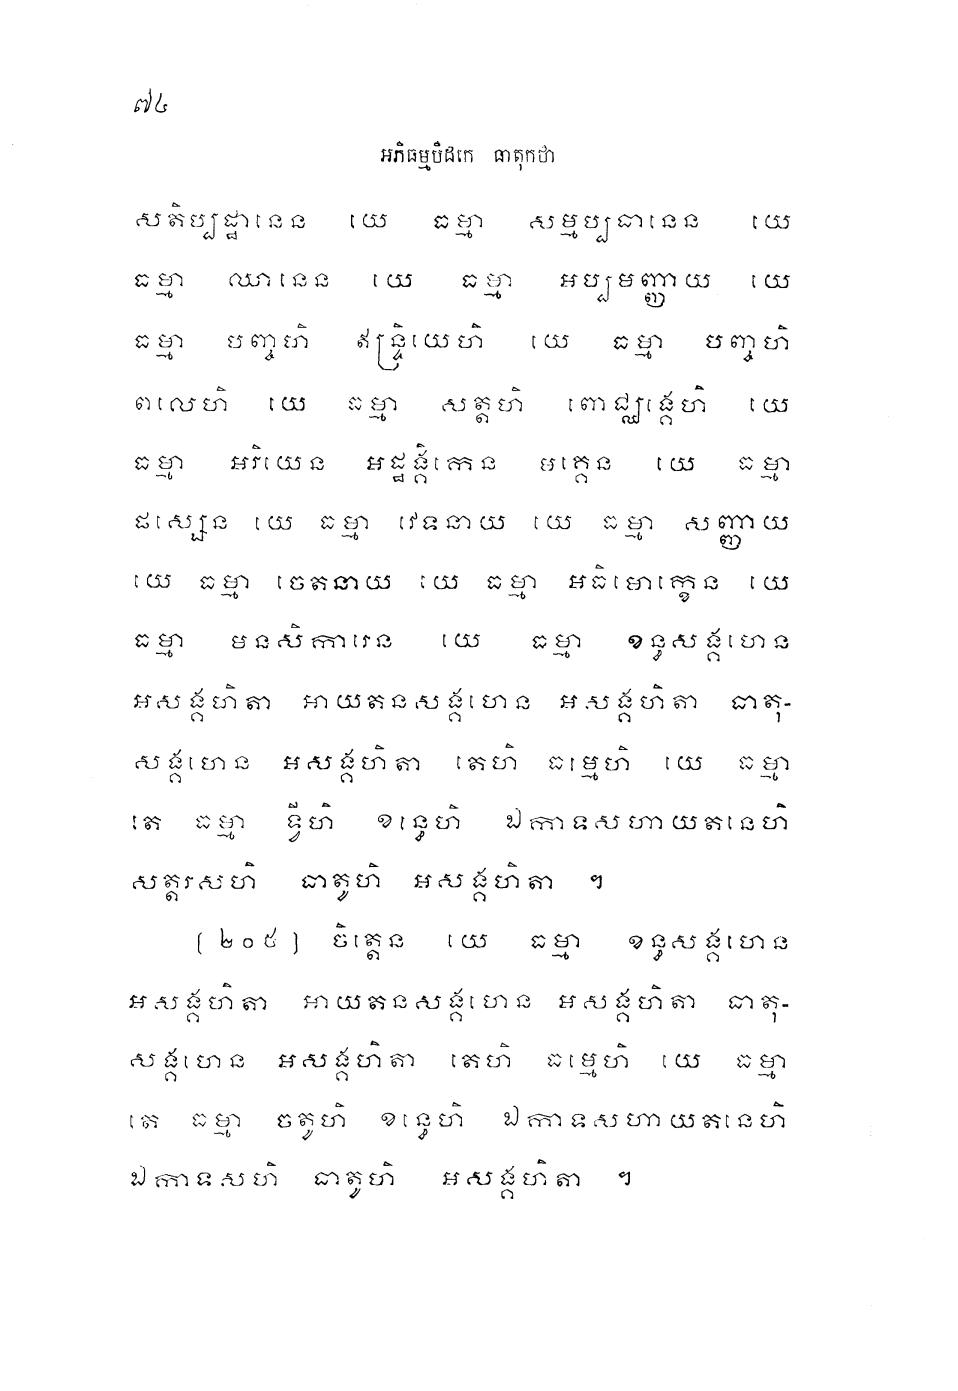 ៧៤
អភិធម្មបិដកេ ធាតុកថា
សតិប្បដ្ឋានេន យេ ធម្មា សម្មប្បធានេន យេ
ធម្មា ឈានេន យេ ធម្មា អប្បមញ្ញាយ យេ
ធម្មា បញ្ចហិ ឥន្ទ្រិយេហិ យេ ធម្មា បញ្ចហិ
ពលេហិ យេ ធម្មា សត្តហិ ពោជ្ឈង្គេហិ យេ
ធម្មា អរិយេន អដ្ឋង្គិកេន មគ្គេន យេ ធម្មា
ផស្សេន យេ ធម្មា វេទនាយ យេ ធម្មា សញ្ញាយ
យេ ធម្មា ចេតនាយ យេ ធម្មា អធិមោក្ខេន យេ
ធម្មា មនសិការេន យេ ធម្មា ខន្ធសង្គហេន
អសង្គហិតា អាយតនសង្គហេន អសង្គហិតា ធាតុ-
សង្គហេន អសង្គហិតា តេហិ ធម្មេហិ យេ ធម្មា
តេ ធម្មា ទ្វីហិ ខន្ធេហិ ឯកាទសហាយតនេហិ
សត្តរសហិ ធាតូហិ អសង្គហិតា ។
(២០៥) ចិត្តេន យេ ធម្មា ខន្ធសង្គហេន
អសង្គហិតា អាយតនសង្គហេន អសង្គហិតា ធាតុ-
សង្គហេន អសង្គហិតា តេហិ ធម្មេហិ យេ ធម្មា
តេ ធម្មា ចតូហិ ខន្ធេហិ ឯកាទសហាយតនេហិ
ឯកាទសហិ ធាតូហិ អសង្គហិតា ។